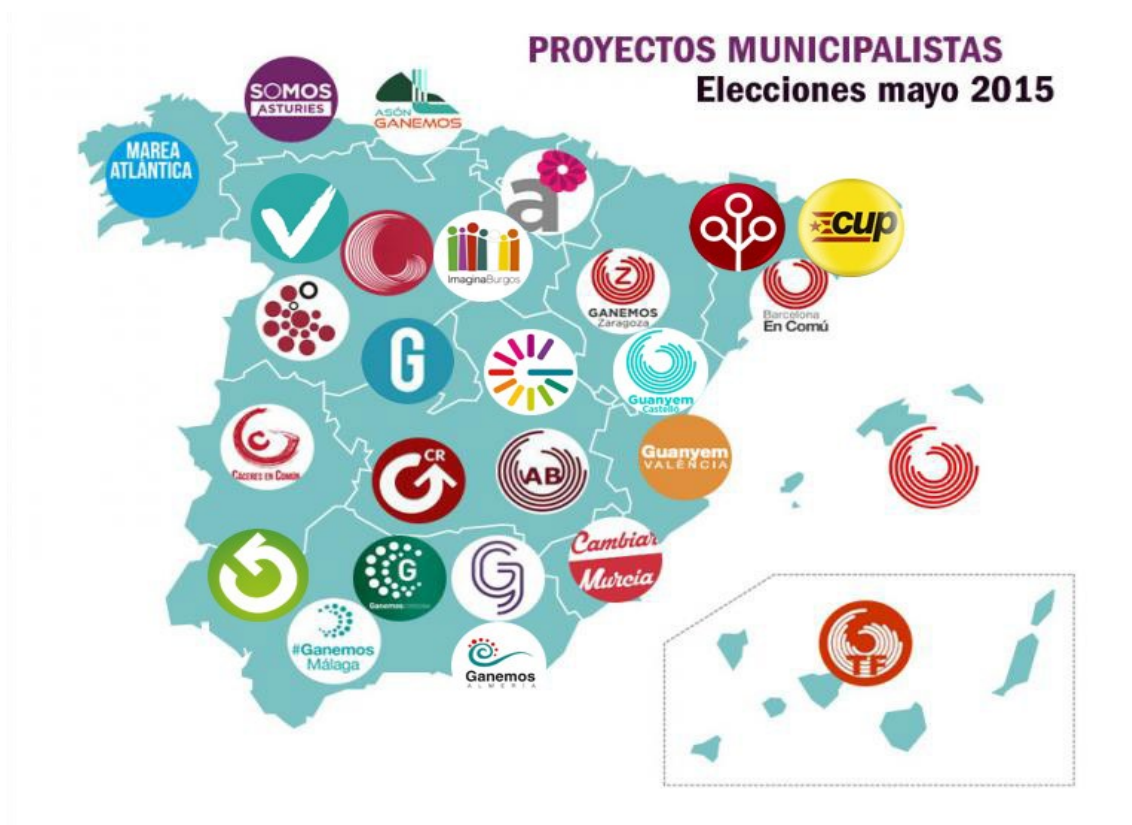 PROYECTOS MUNICIPALISTAS
Elecciones mayo 2015
SOMOS
ASTURIES
ASÓN
GANEMOS
MAREA
ATLÁNTICA
a
cup
ImaginaBurgos
Z
GANEMOS
Zaragoza
Barcelona
En Comú
G
Guanyem
Castelló
C
CÁCERES EN COMÚN
CR
AB
Guanyem
VALÈNCIA
G
Ganemos
Cambiar
Murcia
#Ganemos
Málaga
Ganemos
ALMERÍA
TF